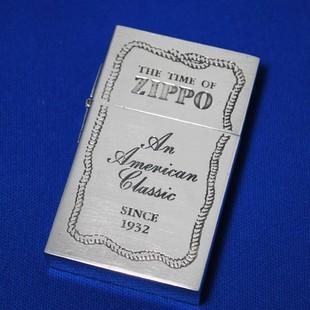 THE TIME OF
ZIPPO
An
American
Classic
SINCE
1932